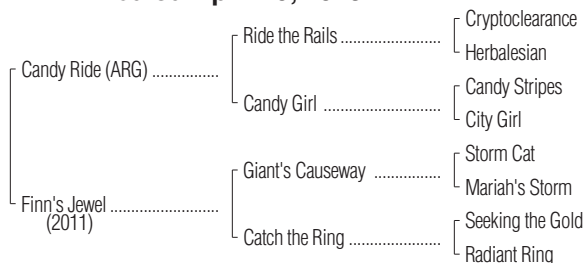 Cryptoclearance
Ride the Rails ....................
Herbalesian
Candy Ride (ARG) ...............
Candy Stripes
Candy Girl ...........................
City Girl
Storm Cat
Giant's Causeway ................
Mariah's Storm
Finn's Jewel .........................
(2011)
Seeking the Gold
Catch the Ring ....................
Radiant Ring